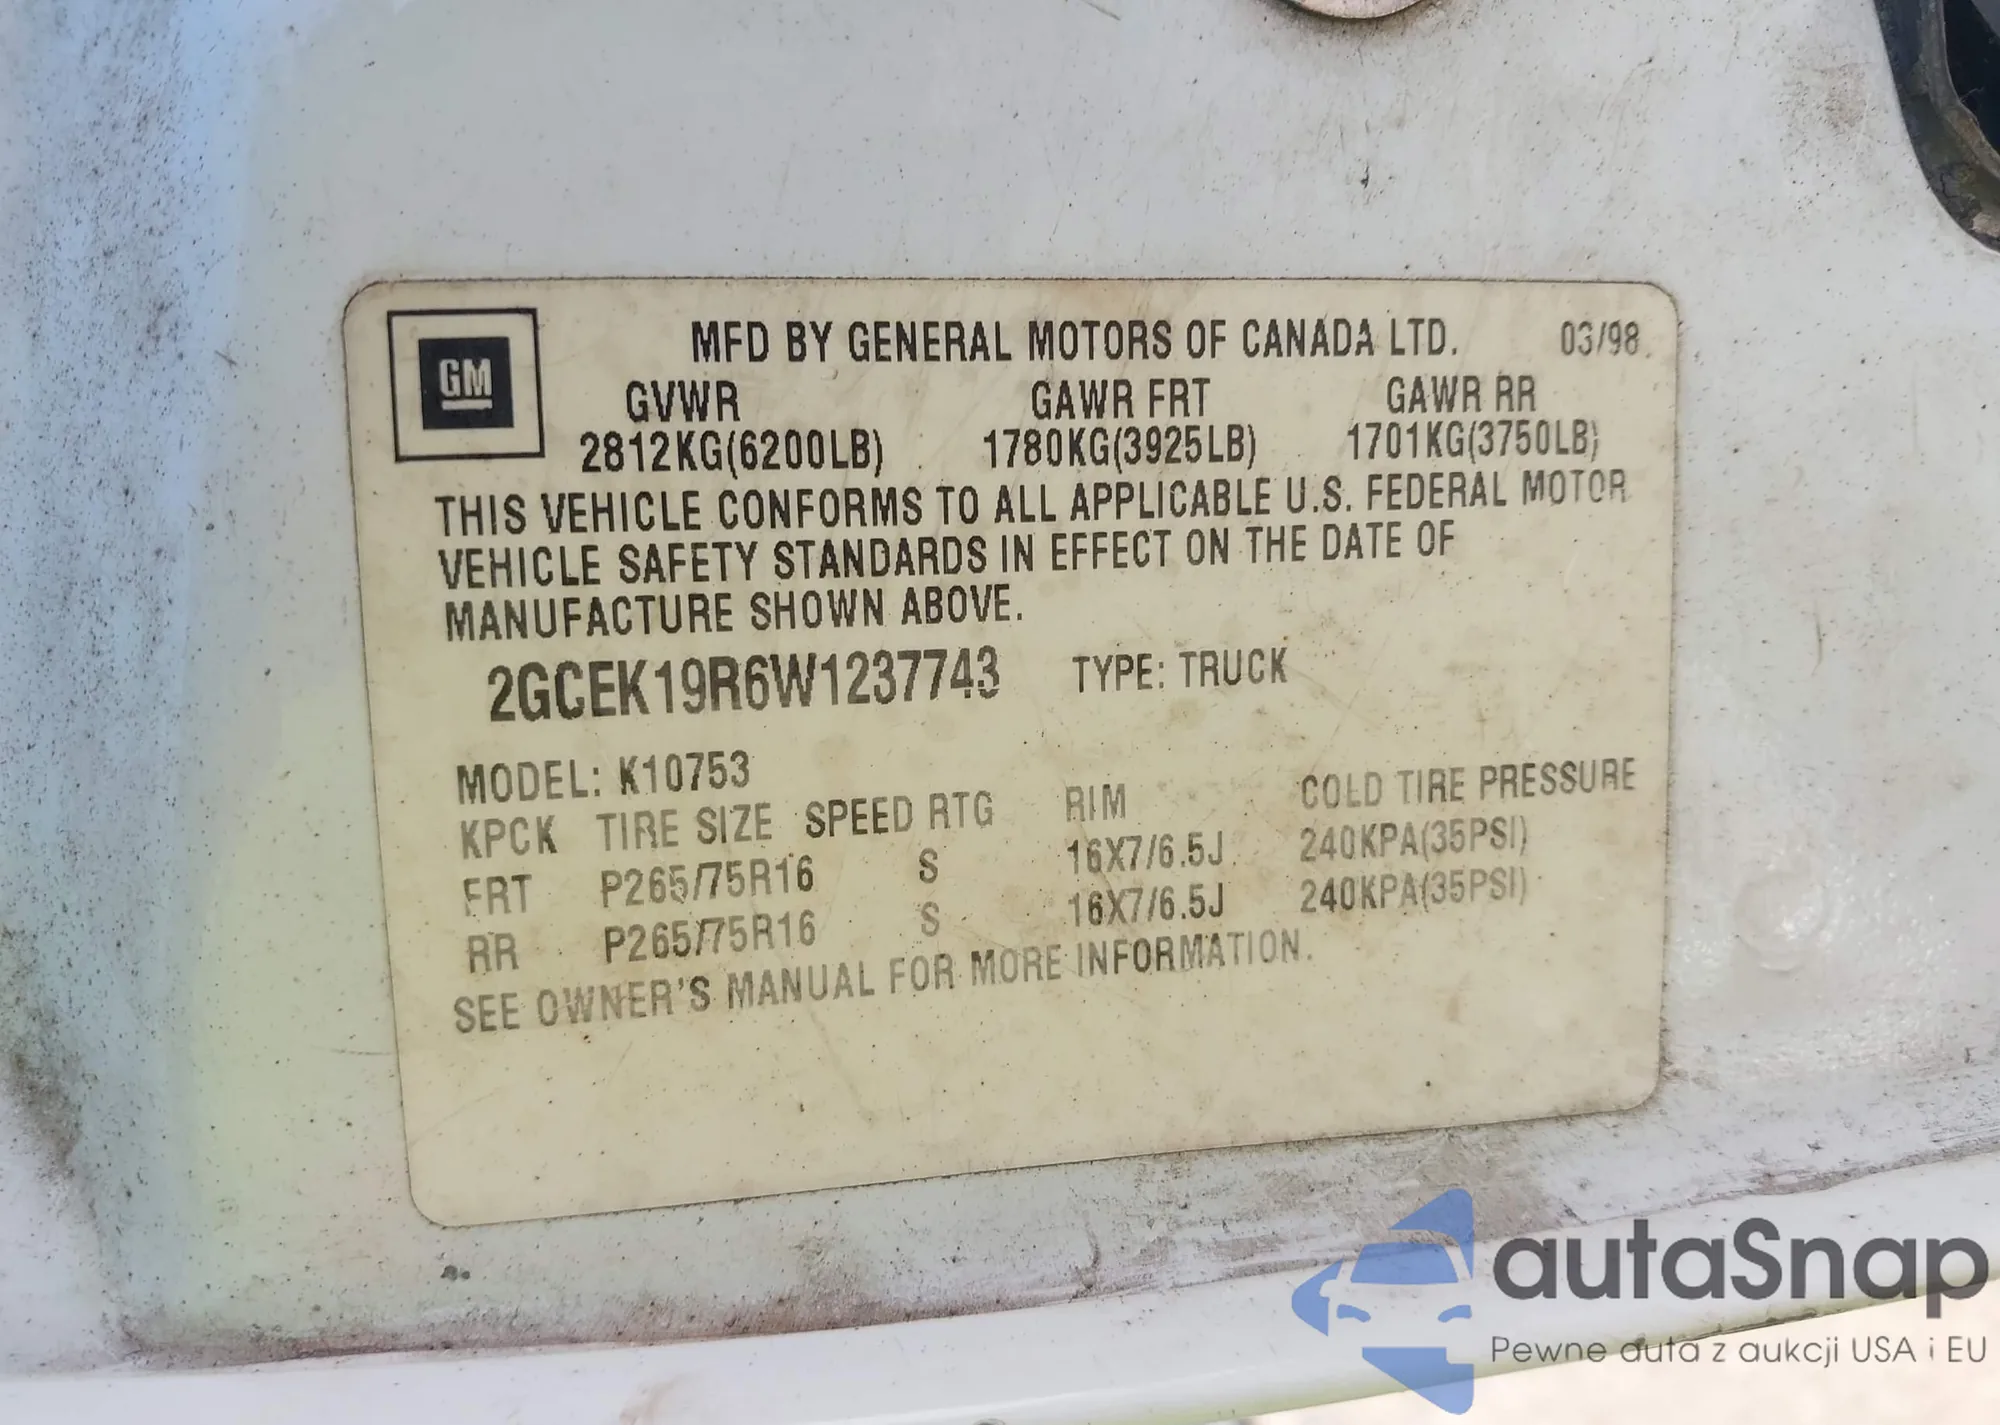 MFD BY GENERAL MOTORS OF CANADA LTD. 03/98
GM
GVWR GAWR FRT GAWR RR
2812KG(6200LB) 1780KG(3925LB) 1701KG(3750LB)
THIS VEHICLE CONFORMS TO ALL APPLICABLE U.S. FEDERAL MOTOR
VEHICLE SAFETY STANDARDS IN EFFECT ON THE DATE OF
MANUFACTURE SHOWN ABOVE.
2GCEK19R6W1237743 TYPE: TRUCK
MODEL: K10753
KPCK TIRE SIZE SPEED RTG RIM COLD TIRE PRESSURE
FRT P265/75R16 S 16X7/6.5J 240KPA(35PSI)
RR P265/75R16 S 16X7/6.5J 240KPA(35PSI)
SEE OWNER'S MANUAL FOR MORE INFORMATION.
autaSnap
Pewne auta z aukcji USA i EU